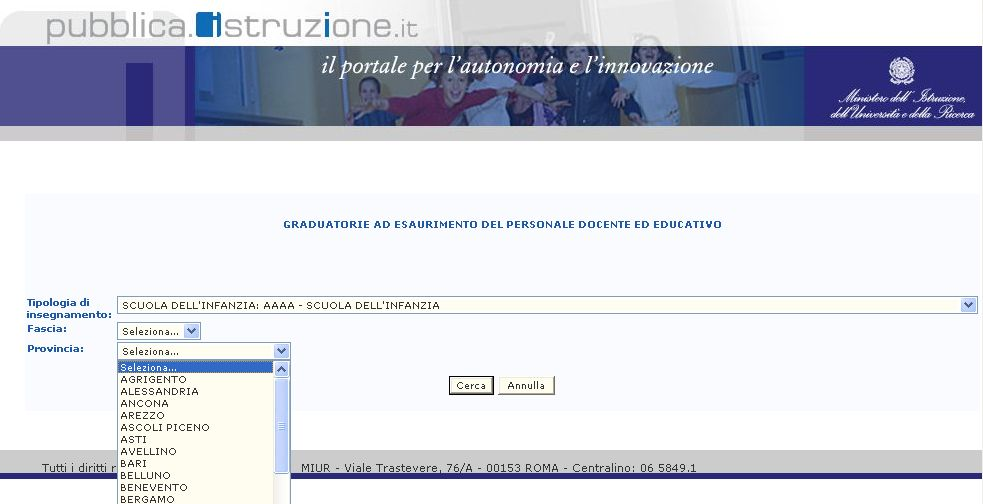 pubblica.istruzione.it
il portale per l'autonomia e l'innovazione
Ministero dell' Istruzione,
dell'Università e della Ricerca
GRADUATORIE AD ESAURIMENTO DEL PERSONALE DOCENTE ED EDUCATIVO
Tipologia di
insegnamento:
SCUOLA DELL'INFANZIA: AAAA - SCUOLA DELL'INFANZIA
Fascia:
Seleziona...
Provincia:
Seleziona...
Seleziona...
AGRIGENTO
ALESSANDRIA
ANCONA
AREZZO
ASCOLI PICENO
ASTI
AVELLINO
BARI
BELLUNO
BENEVENTO
BERGAMO
Cerca
Annulla
Tutti i diritti r
MIUR - Viale Trastevere, 76/A - 00153 ROMA - Centralino: 06 5849.1